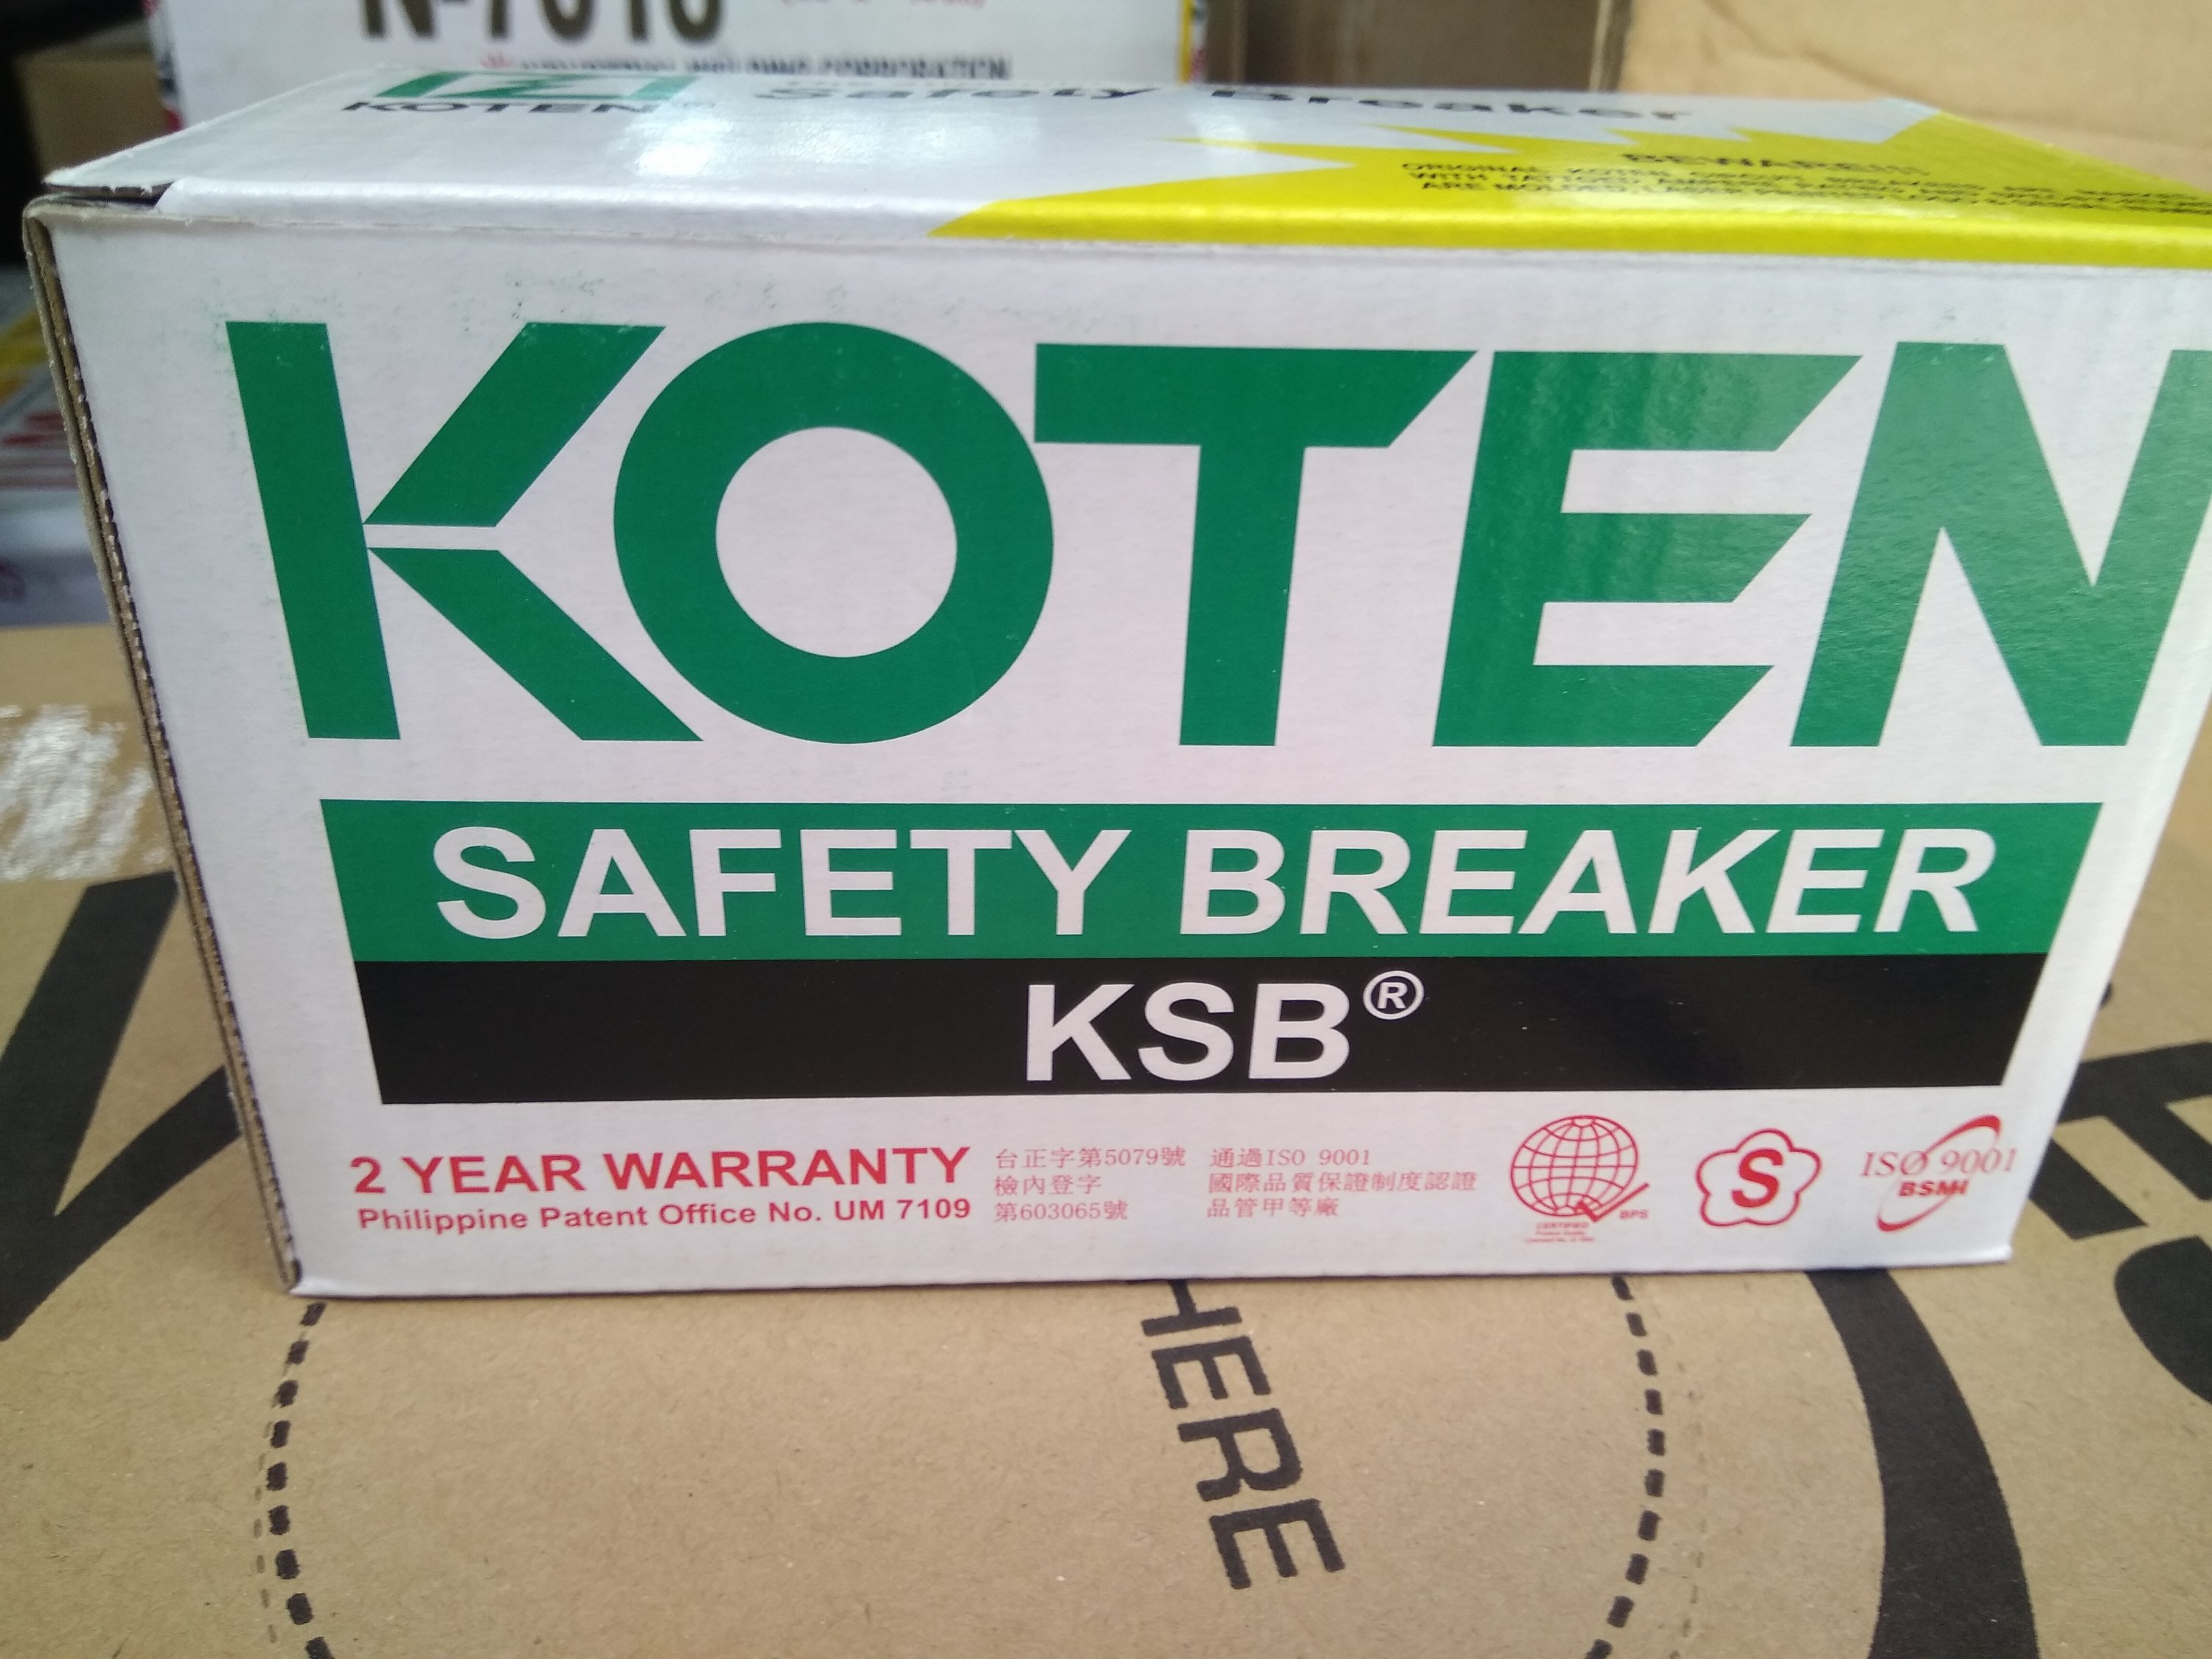 KOTEN®
Safety Breaker
BEWARE!!!
KOTEN
SAFETY BREAKER
KSB®
2 YEAR WARRANTY
Philippine Patent Office No. UM 7109
台正字第5079號
檢內登字
第603065號
通過ISO 9001
國際品質保證制度認證
品管甲等廠
BPS
CERTIFIED
S
ISO 9001
BSMI
HERE